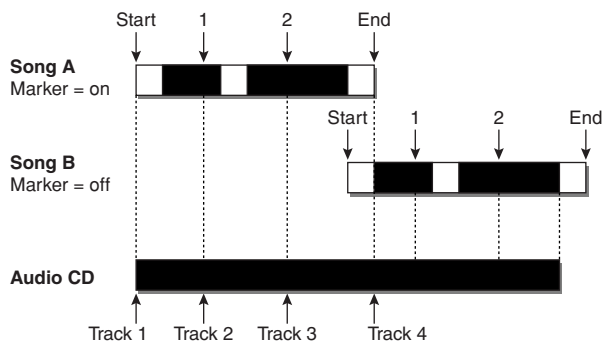 Start 1 2 End
Song A
Marker = on
Start 1 2 End
Song B
Marker = off
Audio CD
Track 1 Track 2 Track 3 Track 4